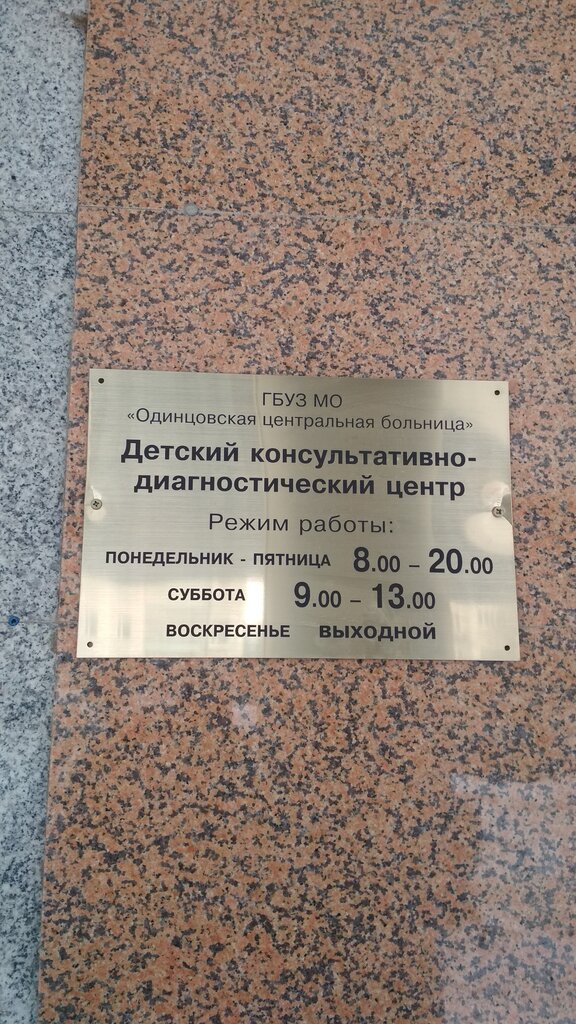 ГБУЗ МО
«Одинцовская центральная больница»
Детский консультативно-
диагностический центр
Режим работы:
ПОНЕДЕЛЬНИК - ПЯТНИЦА 8.00 – 20.00
СУББОТА 9.00 – 13.00
ВОСКРЕСЕНЬЕ ВЫХОДНОЙ